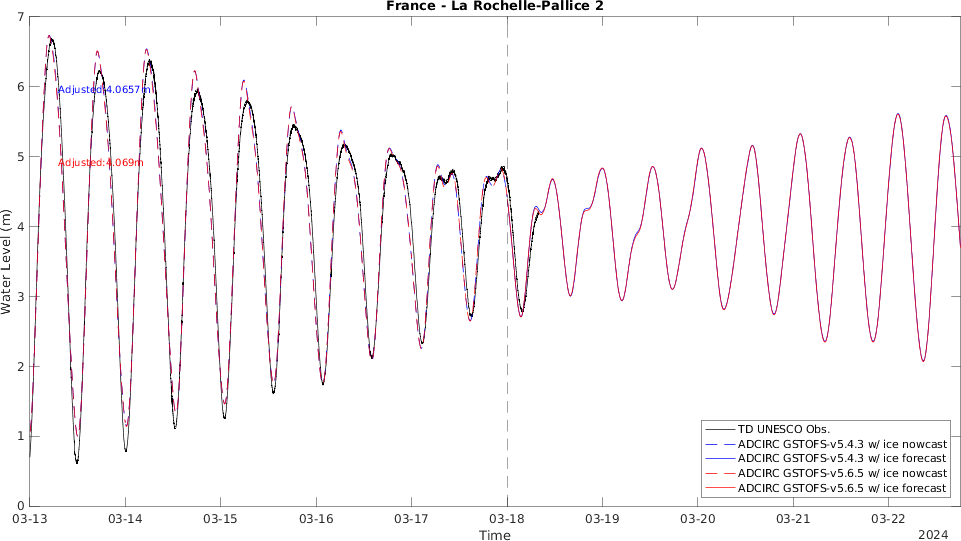 France - La Rochelle-Pallice 2
7
6
5
4
3
2
1
0
Water Level (m)
Adjusted:4.0657m
Adjusted:4.069m
TD UNESCO Obs.
ADCIRC GSTOFS-v5.4.3 w/ ice nowcast
ADCIRC GSTOFS-v5.4.3 w/ ice forecast
ADCIRC GSTOFS-v5.6.5 w/ ice nowcast
ADCIRC GSTOFS-v5.6.5 w/ ice forecast
03-13 03-14 03-15 03-16 03-17 03-18 03-19 03-20 03-21 03-22
Time
2024